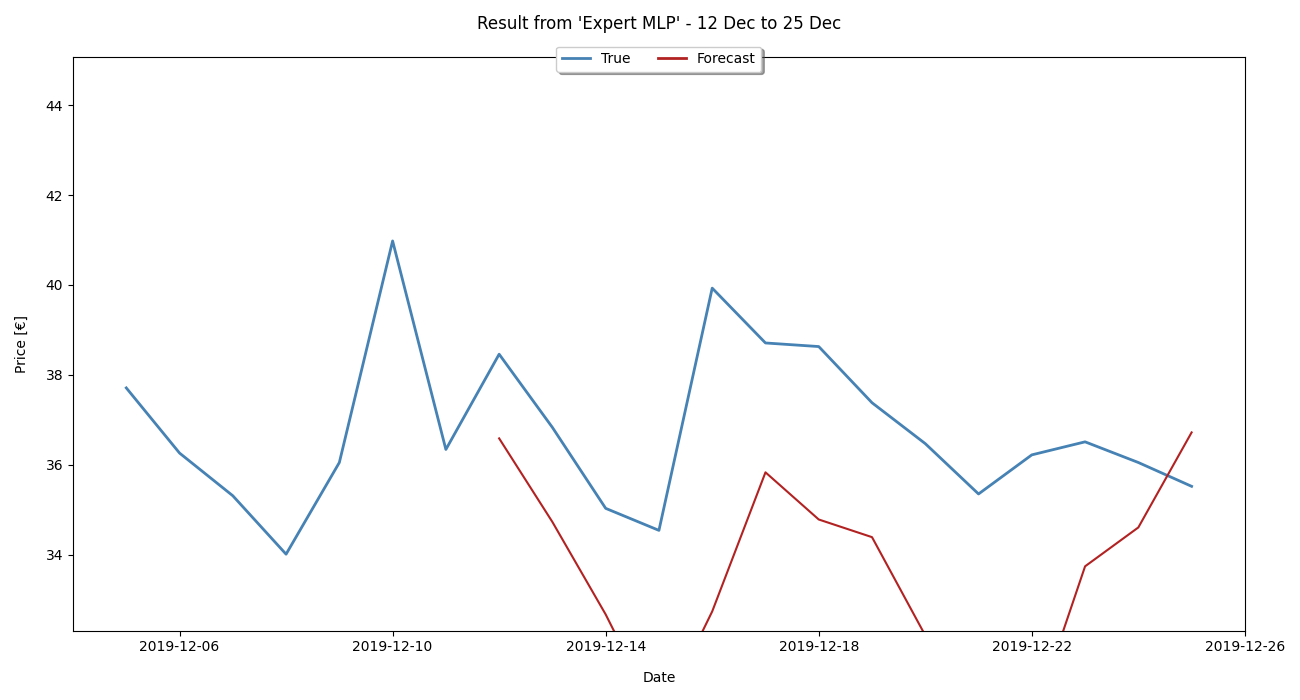 Result from 'Expert MLP' - 12 Dec to 25 Dec
True Forecast
44
42
40
38
36
34
Price [€]
2019-12-06 2019-12-10 2019-12-14 2019-12-18 2019-12-22 2019-12-26
Date